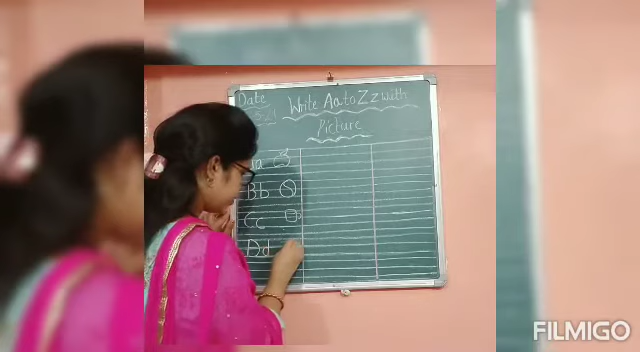 Date
Write Aa to Zz with
Picture
a
Bb
Cc
Dd
FILMIGO